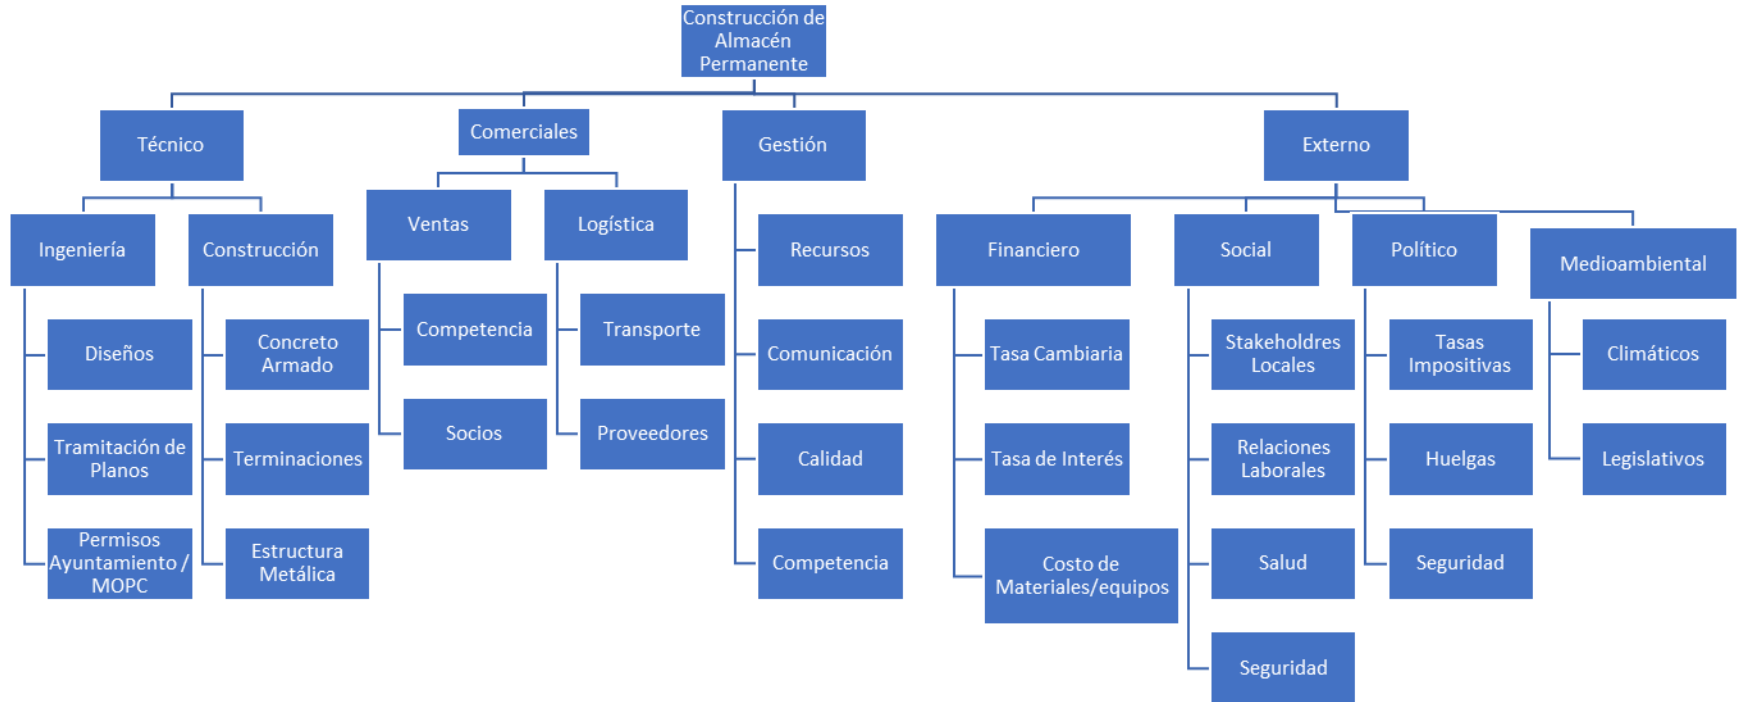 Construcción de
Almacén
Permanente
Técnico
Comerciales
Gestión
Externo
Ingeniería
Construcción
Ventas
Logística
Recursos
Financiero
Social
Político
Medioambiental
Diseños
Concreto
Armado
Competencia
Transporte
Comunicación
Tasa Cambiaria
Stakeholdres
Locales
Tasas
Impositivas
Climáticos
Tramitación de
Planos
Terminaciones
Socios
Proveedores
Calidad
Tasa de Interés
Relaciones
Laborales
Huelgas
Legislativos
Permisos
Ayuntamiento /
MOPC
Estructura
Metálica
Competencia
Costo de
Materiales/equipos
Salud
Seguridad
Seguridad